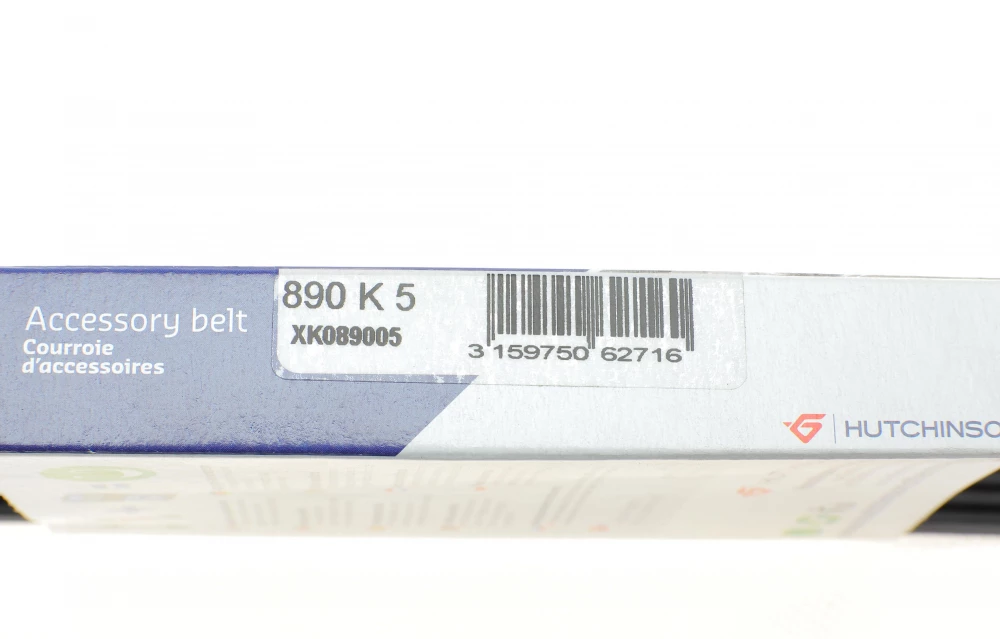 Accessory belt
Courroie
d'accessoires
890 K 5
XK089005
3 159750 62716
HUTCHINSO